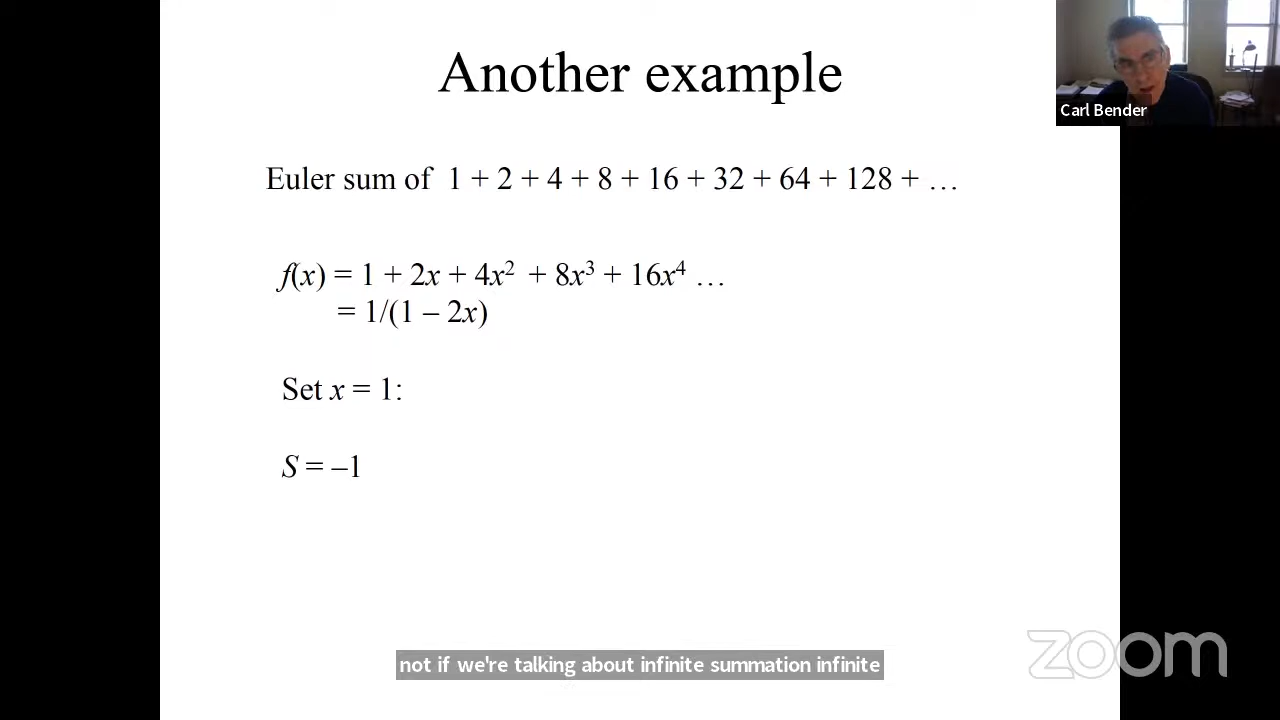 Another example
Carl Bender
Euler sum of 1 + 2 + 4 + 8 + 16 + 32 + 64 + 128 + …
f(x) = 1 + 2x + 4x² + 8x³ + 16x⁴ …
= 1/(1 – 2x)
Set x = 1:
S = –1
not if we're talking about infinite summation infinite
zoom